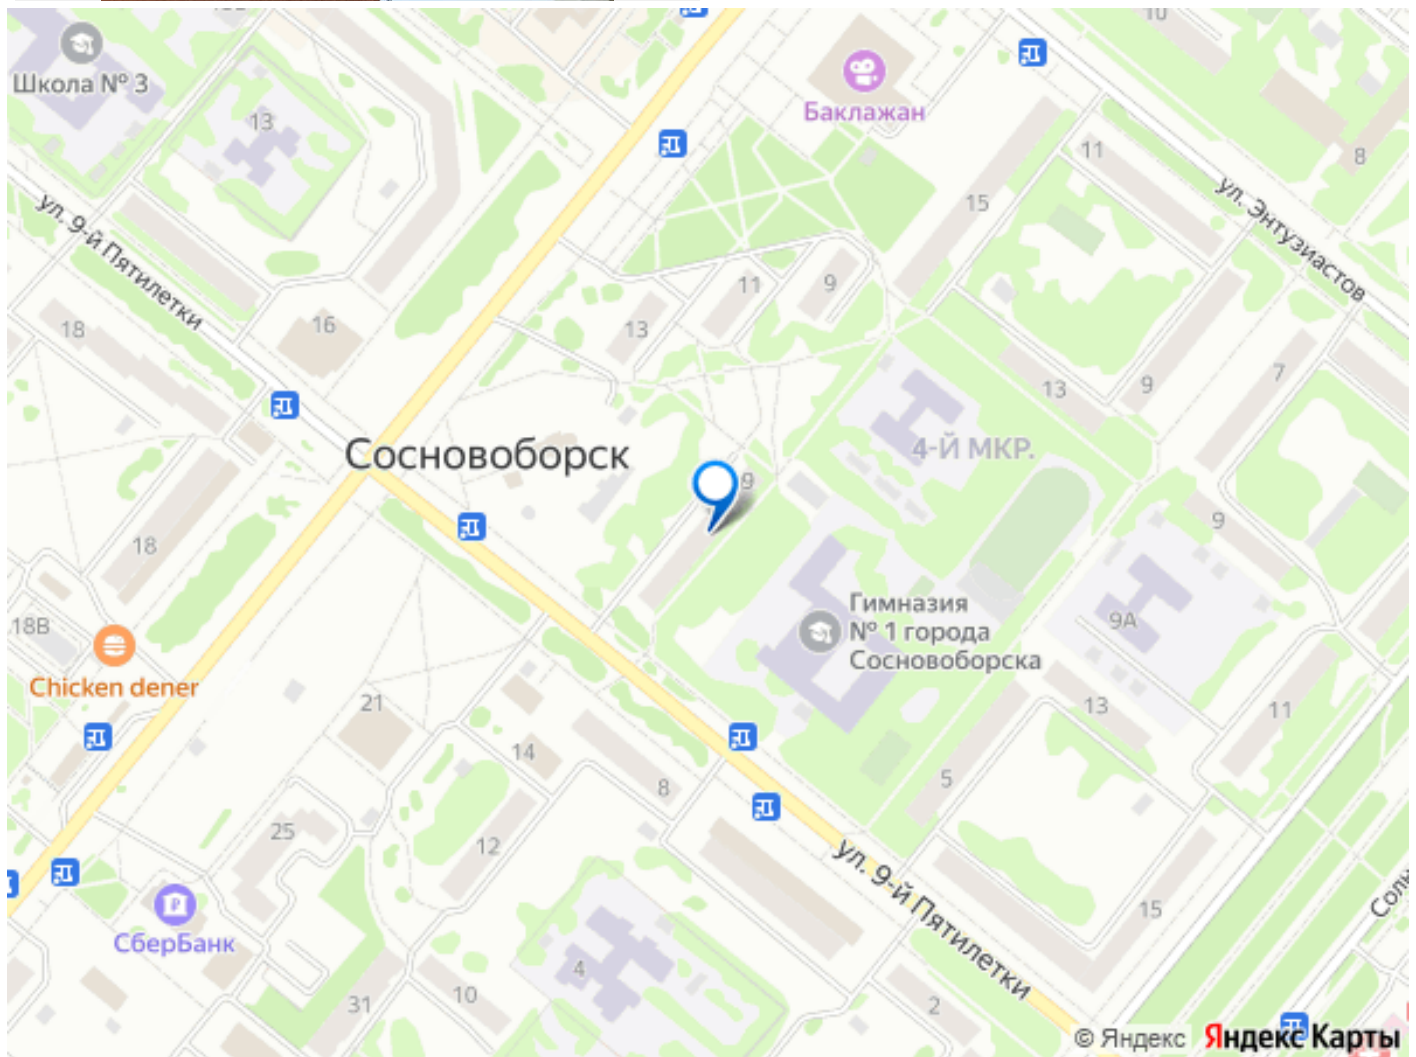 10
Школа № 3
Баклажан
13
11
8
ул. Энтузиастов
15
ул. 9-й Пятилетки
11
9
18
16
13
13
9
7
4-Й МКР.
Сосновоборск
9
9
18
Гимназия
№ 1 города
Сосновоборска
9А
18В
Chicken dener
21
13
11
14
8
5
25
12
ул. 9-й Пятилетки
15
СберБанк
4
10
31
2
© Яндекс
Яндекс Карты